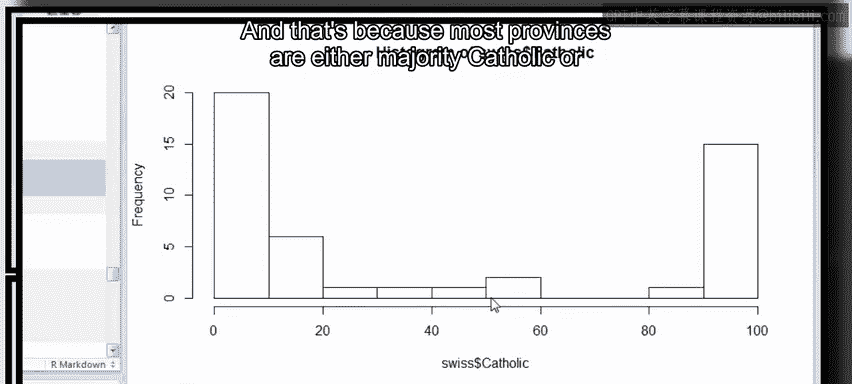 And that's because most provinces
are either majority Catholic or
Frequency
20
15
10
5
0
0 20 40 60 80 100
swiss$Catholic
R Markdown